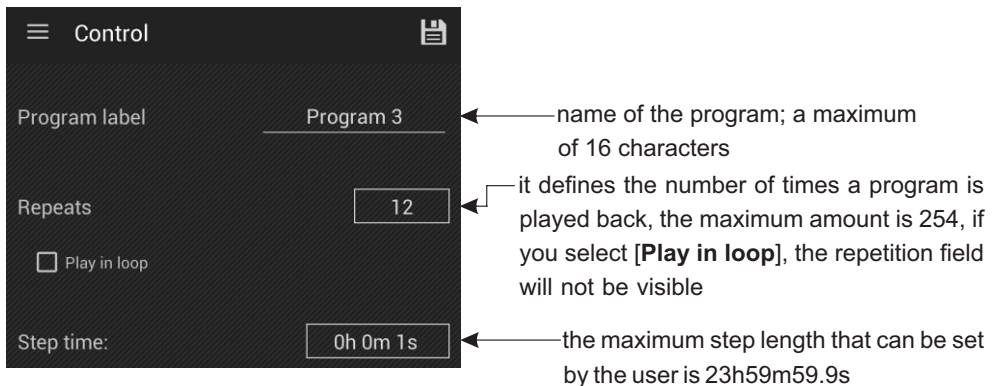 Control
Program label
Program 3
name of the program; a maximum
of 16 characters
Repeats
12
it defines the number of times a program is
played back, the maximum amount is 254, if
you select [Play in loop], the repetition field
will not be visible
Play in loop
Step time:
0h 0m 1s
the maximum step length that can be set
by the user is 23h59m59.9s